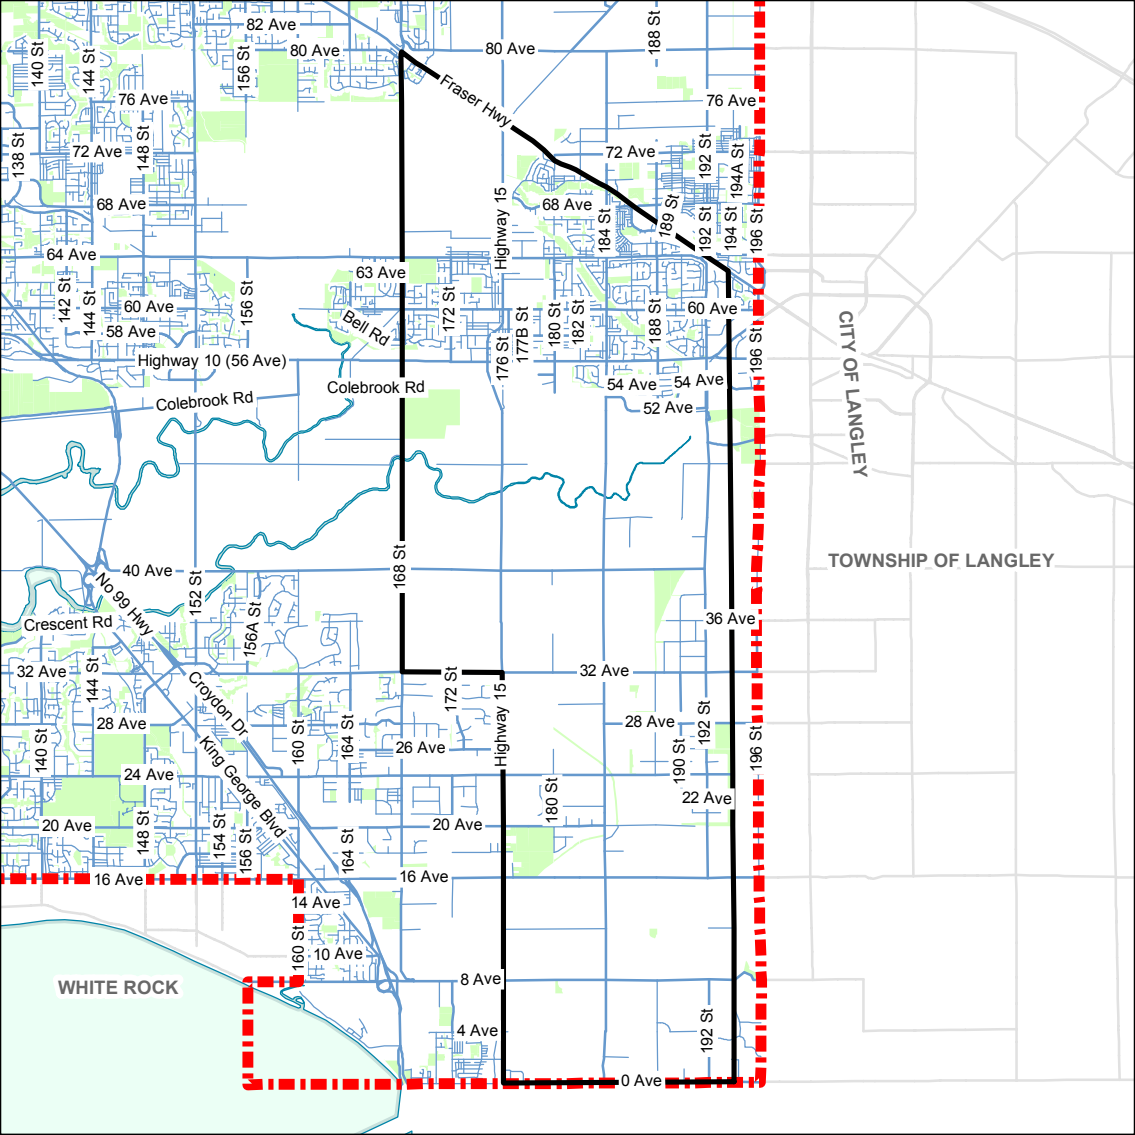 82 Ave
80 Ave
80 Ave
188 St
140 St
144 St
156 St
76 Ave
Fraser Hwy
76 Ave
138 St
148 St
72 Ave
72 Ave
192 St
194A St
68 Ave
Highway 15
68 Ave
184 St
189 St
192 St
194 St
196 St
64 Ave
63 Ave
142 St
144 St
60 Ave
156 St
58 Ave
Bell Rd
172 St
176 St
177B St
180 St
182 St
188 St
60 Ave
196 St
CITY OF LANGLEY
Highway 10 (56 Ave)
Colebrook Rd
Colebrook Rd
54 Ave
54 Ave
52 Ave
TOWNSHIP OF LANGLEY
40 Ave
No 99 Hwy
152 St
168 St
Crescent Rd
156A St
36 Ave
32 Ave
144 St
Croydon Dr
172 St
Highway 15
32 Ave
28 Ave
140 St
King George Blvd
160 St
164 St
26 Ave
28 Ave
192 St
190 St
196 St
24 Ave
180 St
22 Ave
20 Ave
148 St
154 St
156 St
164 St
20 Ave
16 Ave
16 Ave
14 Ave
160 St
10 Ave
WHITE ROCK
8 Ave
4 Ave
192 St
0 Ave